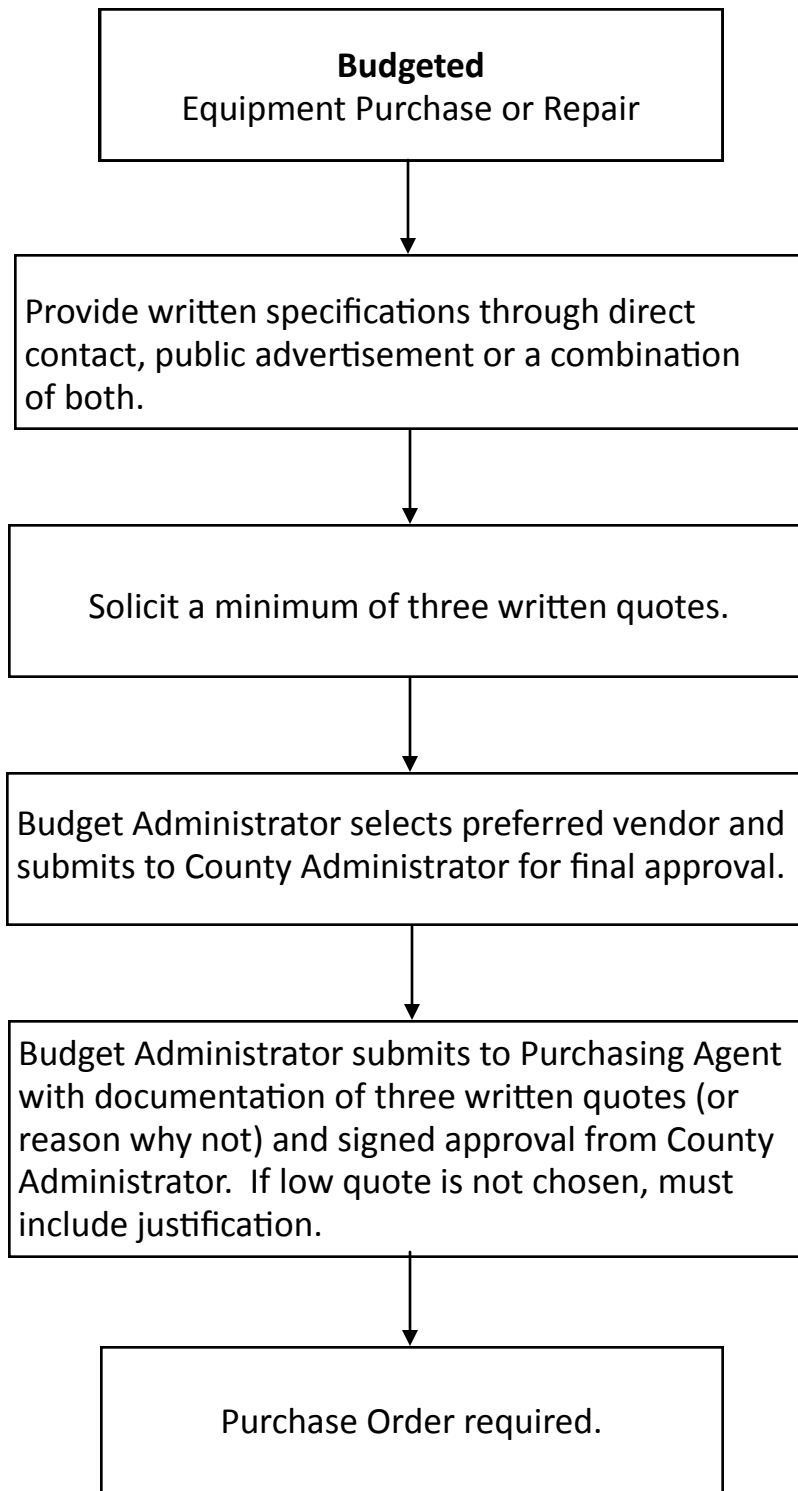 Budgeted
Equipment Purchase or Repair
Provide written specifications through direct
contact, public advertisement or a combination
of both.
Solicit a minimum of three written quotes.
Budget Administrator selects preferred vendor and
submits to County Administrator for final approval.
Budget Administrator submits to Purchasing Agent
with documentation of three written quotes (or
reason why not) and signed approval from County
Administrator.  If low quote is not chosen, must
include justification.
Purchase Order required.